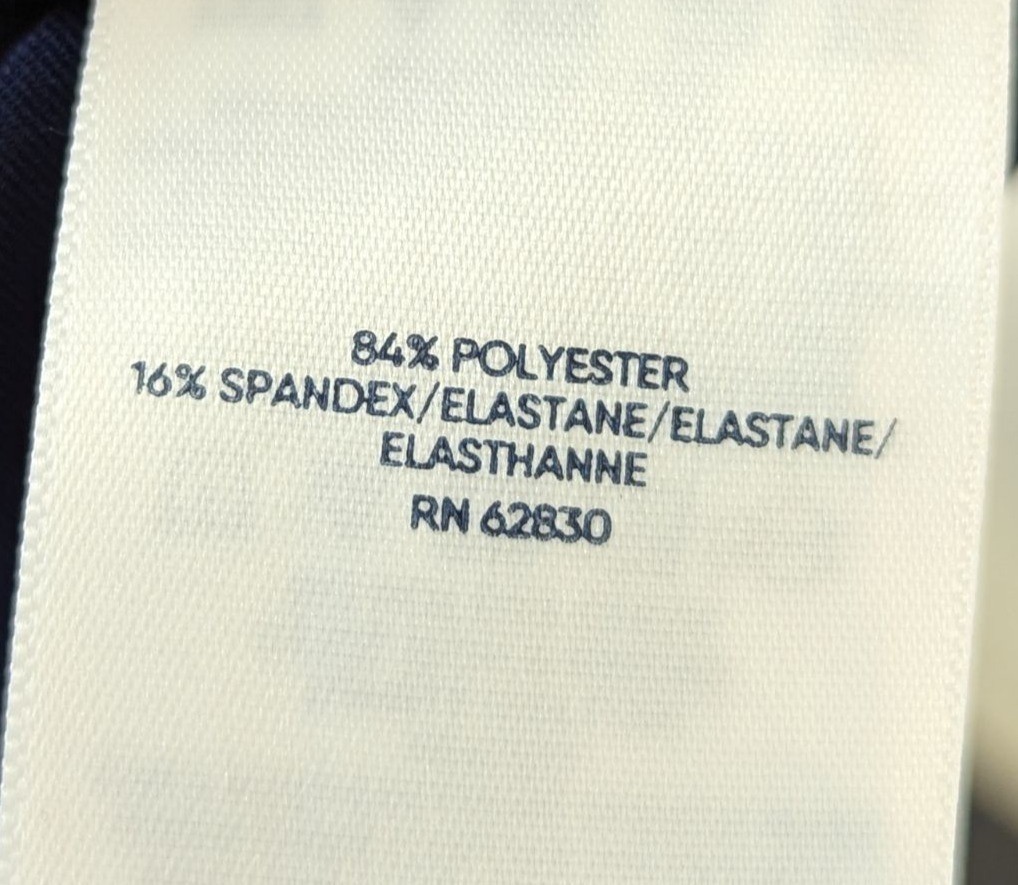 84% POLYESTER
16% SPANDEX/ELASTANE/ELASTANE/
ELASTHANNE
RN 62830